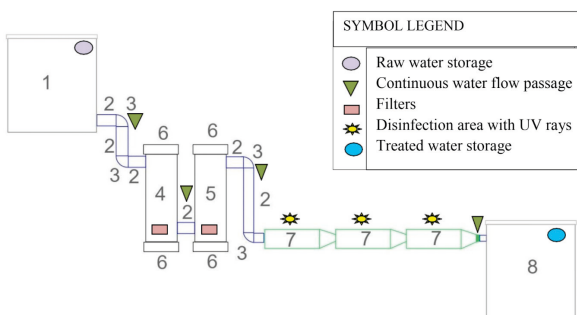 SYMBOL LEGEND
Raw water storage
Continuous water flow passage
Filters
Disinfection area with UV rays
Treated water storage
1
2 3
2
3 2
6 6
4
2
5
2 3
2
3
6 6
7 7 7
8